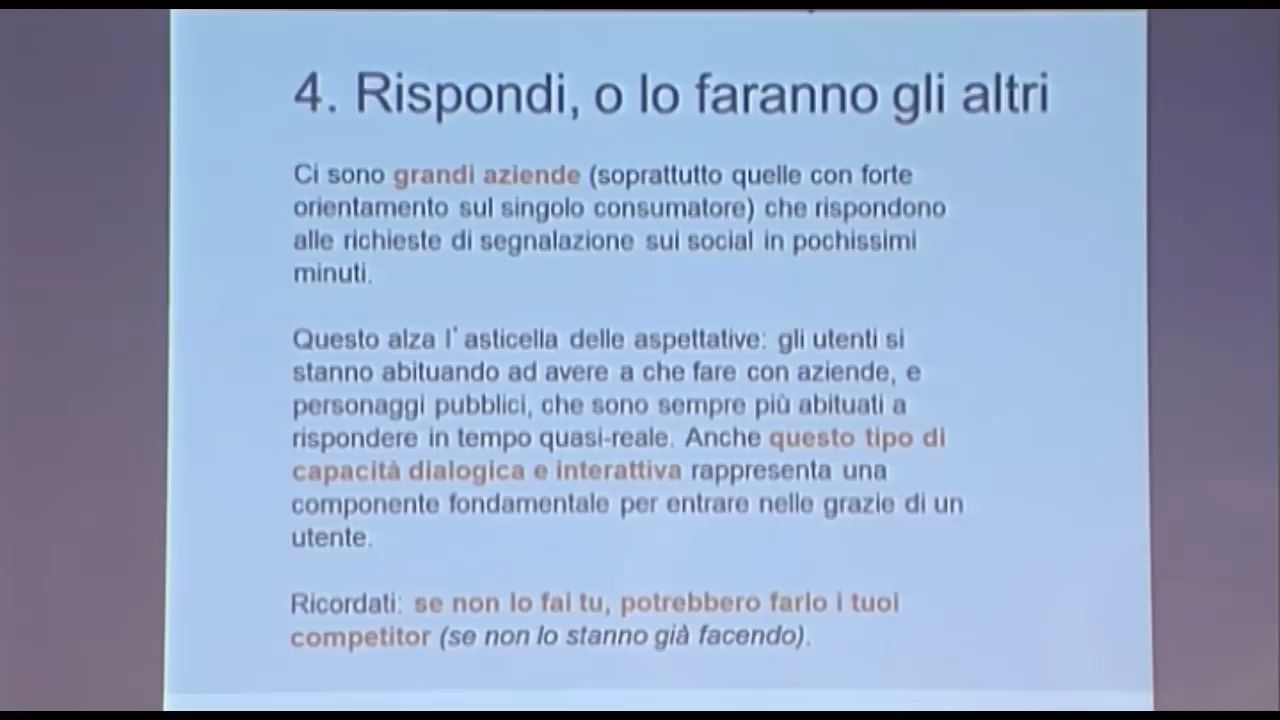 4. Rispondi, o lo faranno gli altri
Ci sono grandi aziende (soprattutto quelle con forte
orientamento sul singolo consumatore) che rispondono
alle richieste di segnalazione sui social in pochissimi
minuti.
Questo alza l' asticella delle aspettative: gli utenti si
stanno abituando ad avere a che fare con aziende, e
personaggi pubblici, che sono sempre più abituati a
rispondere in tempo quasi-reale. Anche questo tipo di
capacità dialogica e interattiva rappresenta una
componente fondamentale per entrare nelle grazie di un
utente.
Ricordati: se non lo fai tu, potrebbero farlo i tuoi
competitor (se non lo stanno già facendo).